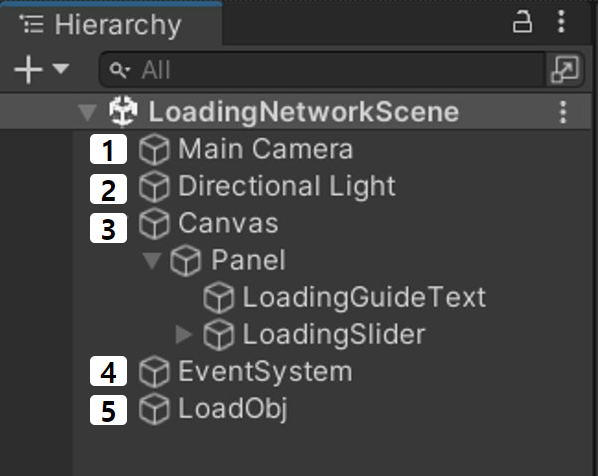 Hierarchy
All
LoadingNetworkScene
1 Main Camera
2 Directional Light
3 Canvas
Panel
LoadingGuideText
LoadingSlider
4 EventSystem
5 LoadObj